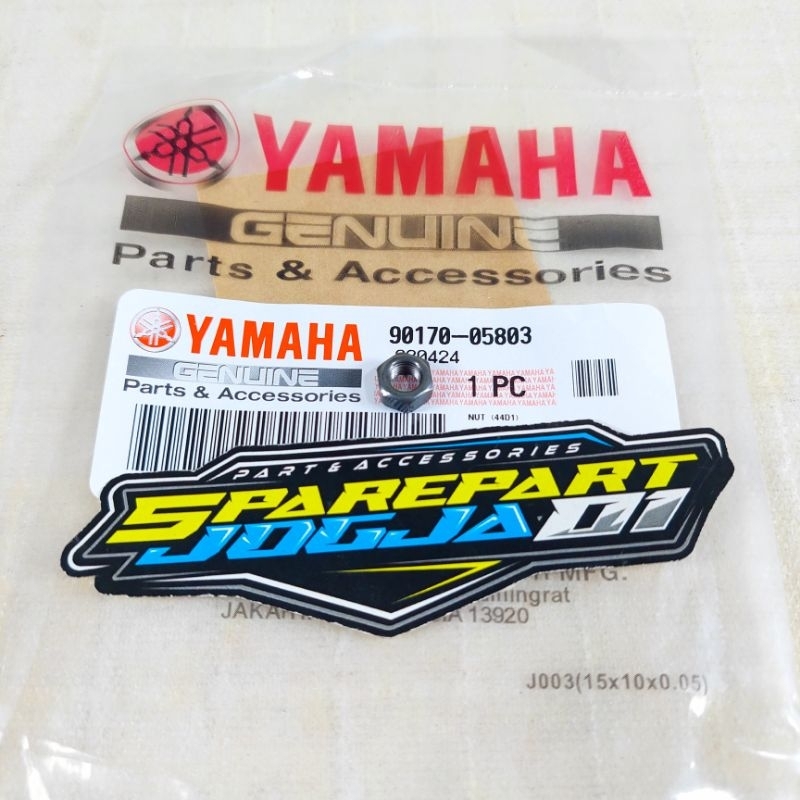 YAMAHA
GENUINE
Parts & Accessories
YAMAHA 90170-05803
GENUINE
Parts & Accessories
1 PC
NUT (44D1)
PART & ACCESSORIES
SPAREPART
JOGJA 01
MFG.
13920
J003(15x10x0.05)